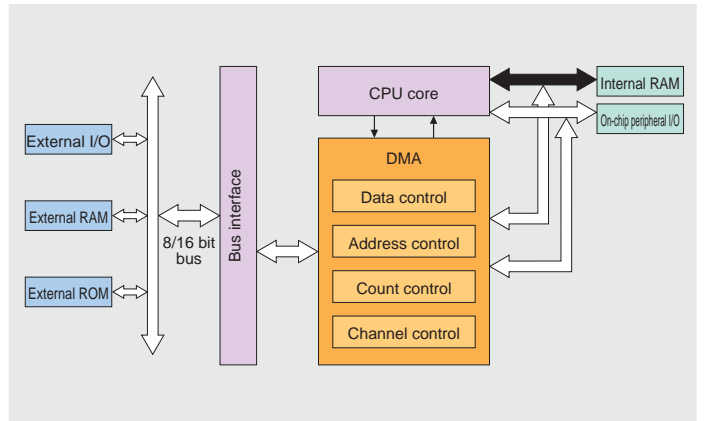 External I/O
External RAM
External ROM
8/16 bit
bus
Bus interface
CPU core
DMA
Data control
Address control
Count control
Channel control
Internal RAM
On-chip peripheral I/O